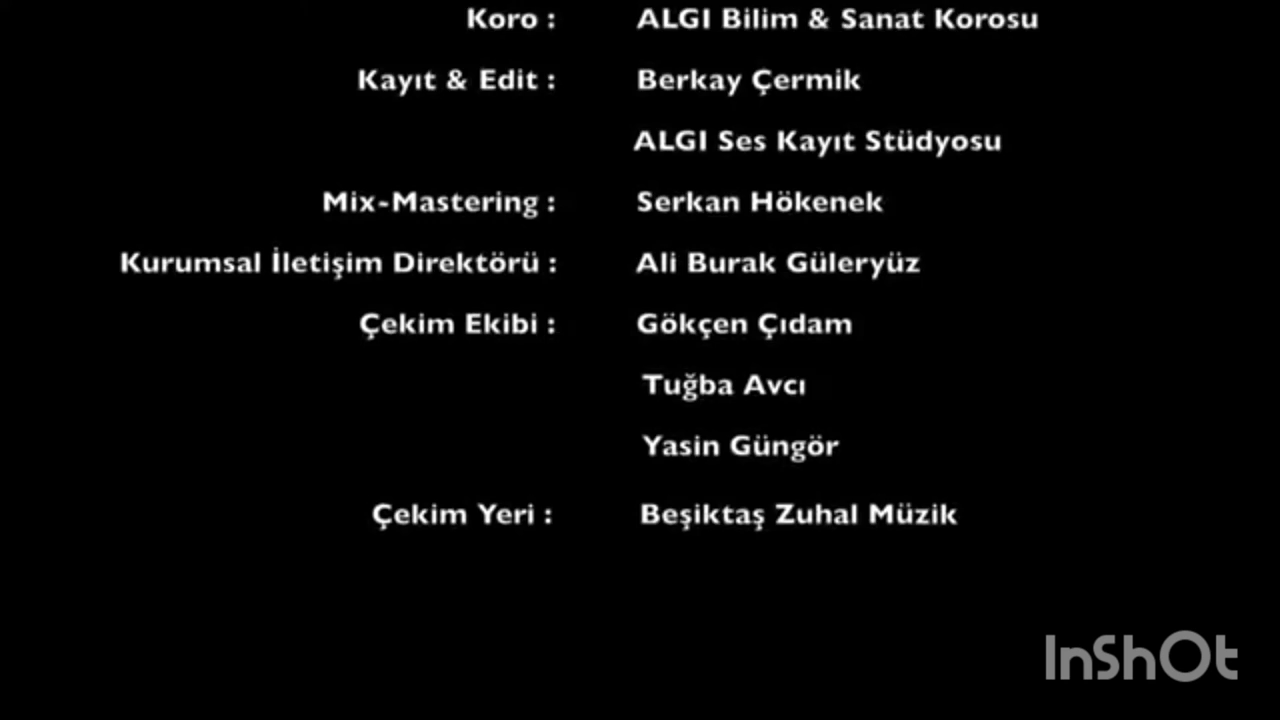 Koro : ALGI Bilim & Sanat Korosu
Kayıt & Edit : Berkay Çermik
ALGI Ses Kayıt Stüdyosu
Mix-Mastering : Serkan Hökenek
Kurumsal İletişim Direktörü : Ali Burak Güleryüz
Çekim Ekibi : Gökçen Çıdam
Tuğba Avcı
Yasin Güngör
Çekim Yeri : Beşiktaş Zuhal Müzik
InShOt